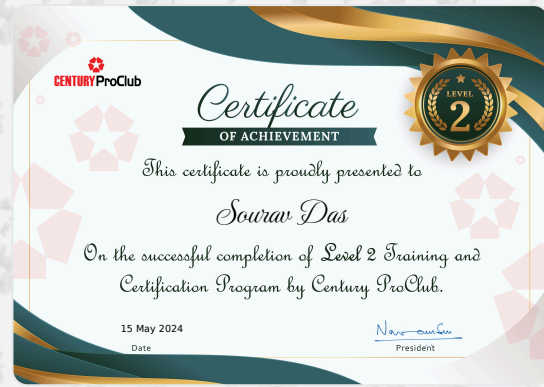 CENTURY ProClub
Certificate
OF ACHIEVEMENT
LEVEL
2
This certificate is proudly presented to
Sourav Das
On the successful completion of Level 2 Training and
Certification Program by Century ProClub.
15 May 2024
Date
President